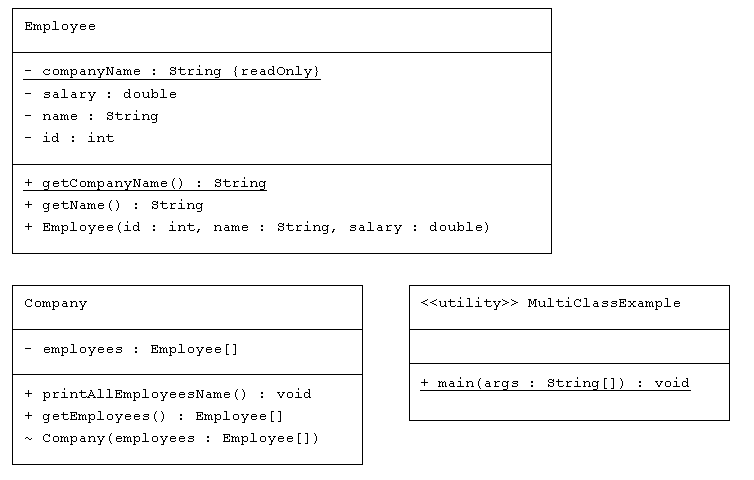 Employee
- companyName : String {readOnly}
- salary : double
- name : String
- id : int
+ getCompanyName() : String
+ getName() : String
+ Employee(id : int, name : String, salary : double)
Company
- employees : Employee[]
+ printAllEmployeesName() : void
+ getEmployees() : Employee[]
~ Company(employees : Employee[])
<<utility>> MultiClassExample
+ main(args : String[]) : void